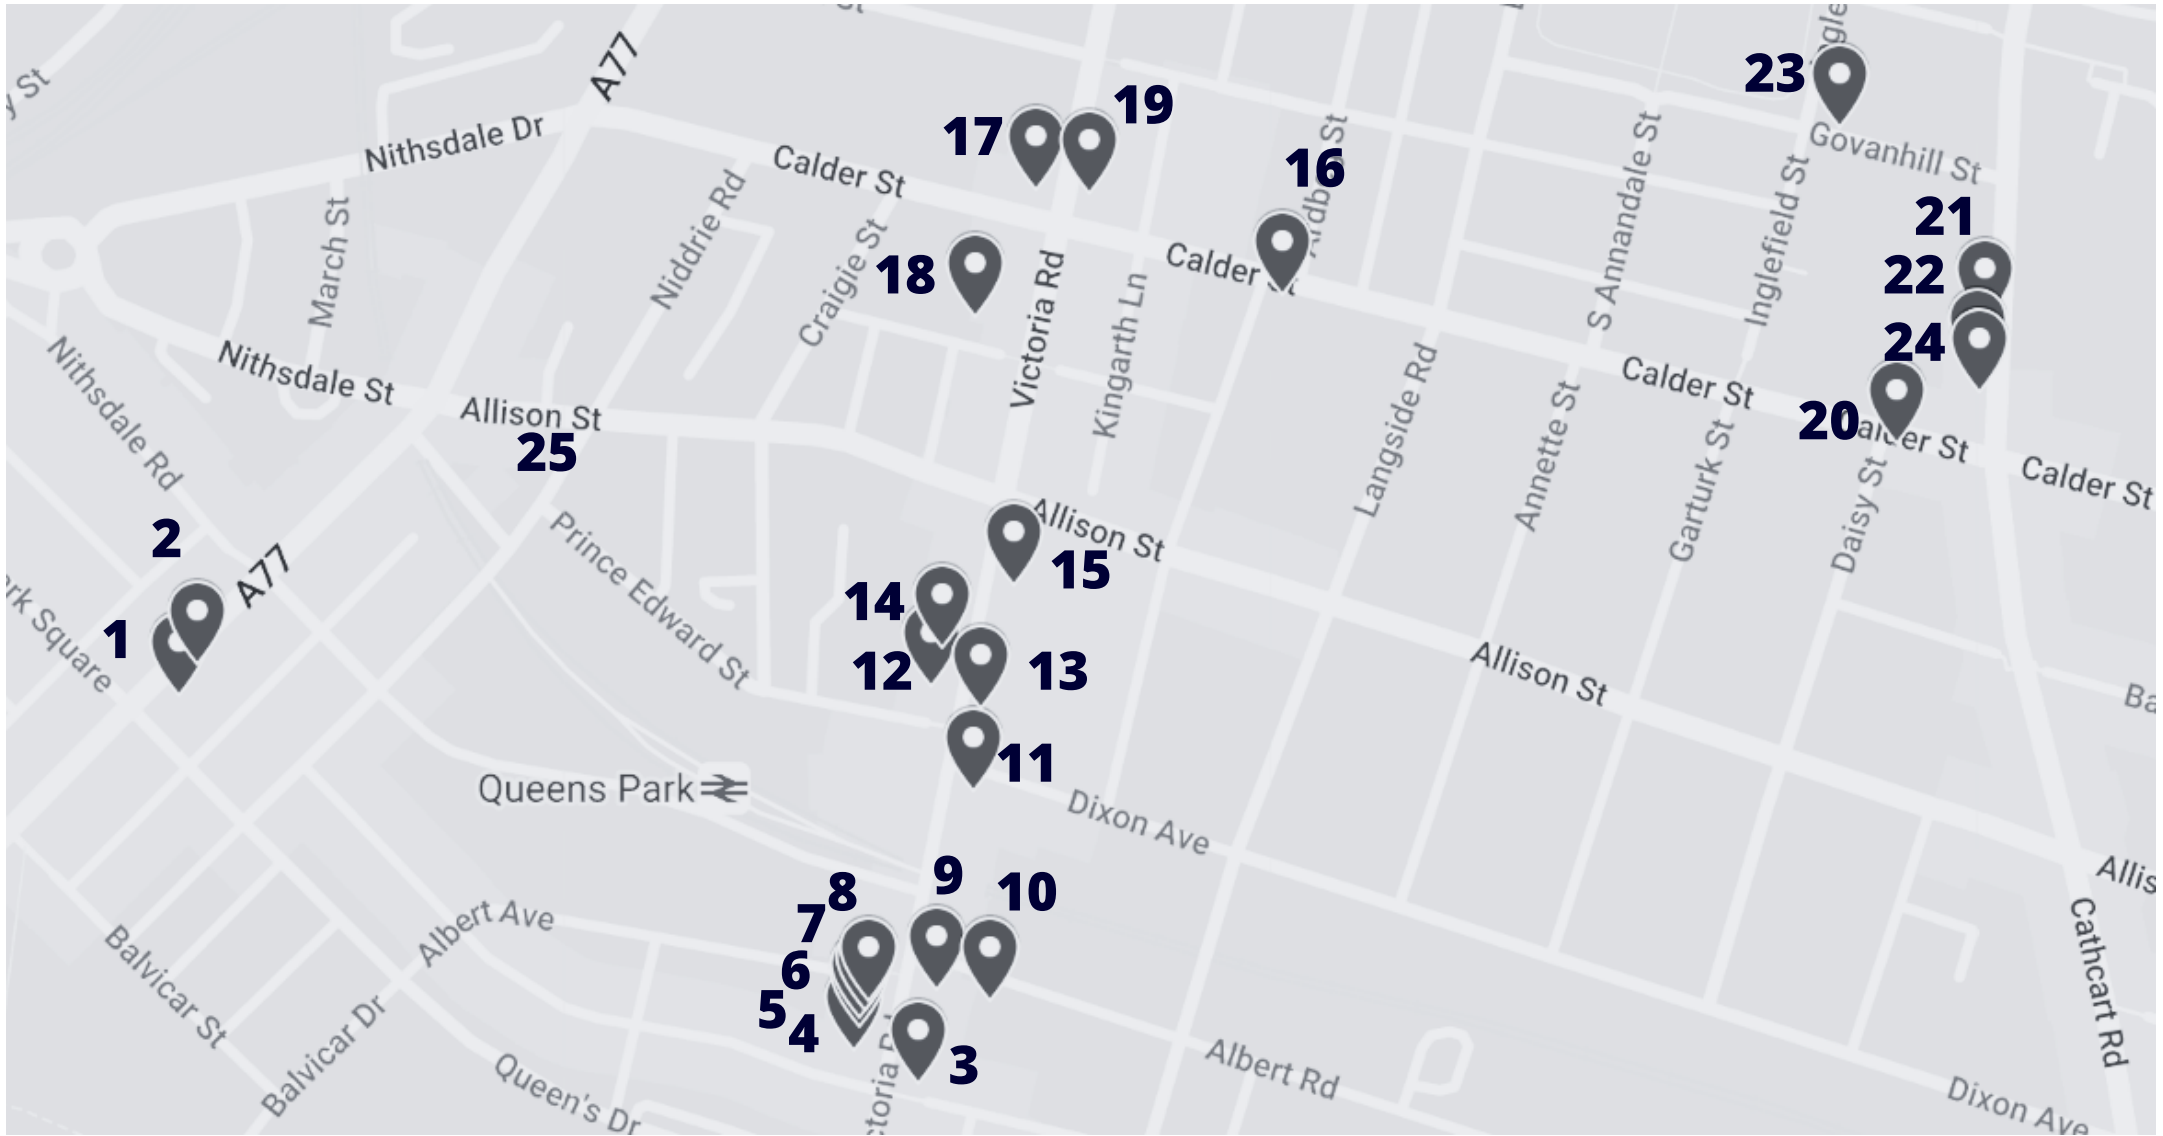 A77
23
19
17
Nithsdale Dr
Govanhill St
Calder St
16
Niddrie Rd
S Annandale St
Inglefield St
21
March St
Craigie St
18
Victoria Rd
Calder St
22
Kingarth Ln
Nithsdale Rd
Nithsdale St
24
Langside Rd
Calder St
Allison St
20
Annette St
Garturk St
St
Calder St
25
Daisy St
2
A77
Prince Edward St
Allison St
15
14
1
Square
12
13
Allison St
11
Queens Park
Dixon Ave
9
8
10
7
Albert Ave
6
Balvicar St
5
4
Cathcart Rd
3
Balvicar Dr
Queen's Dr
Albert Rd
Dixon Ave